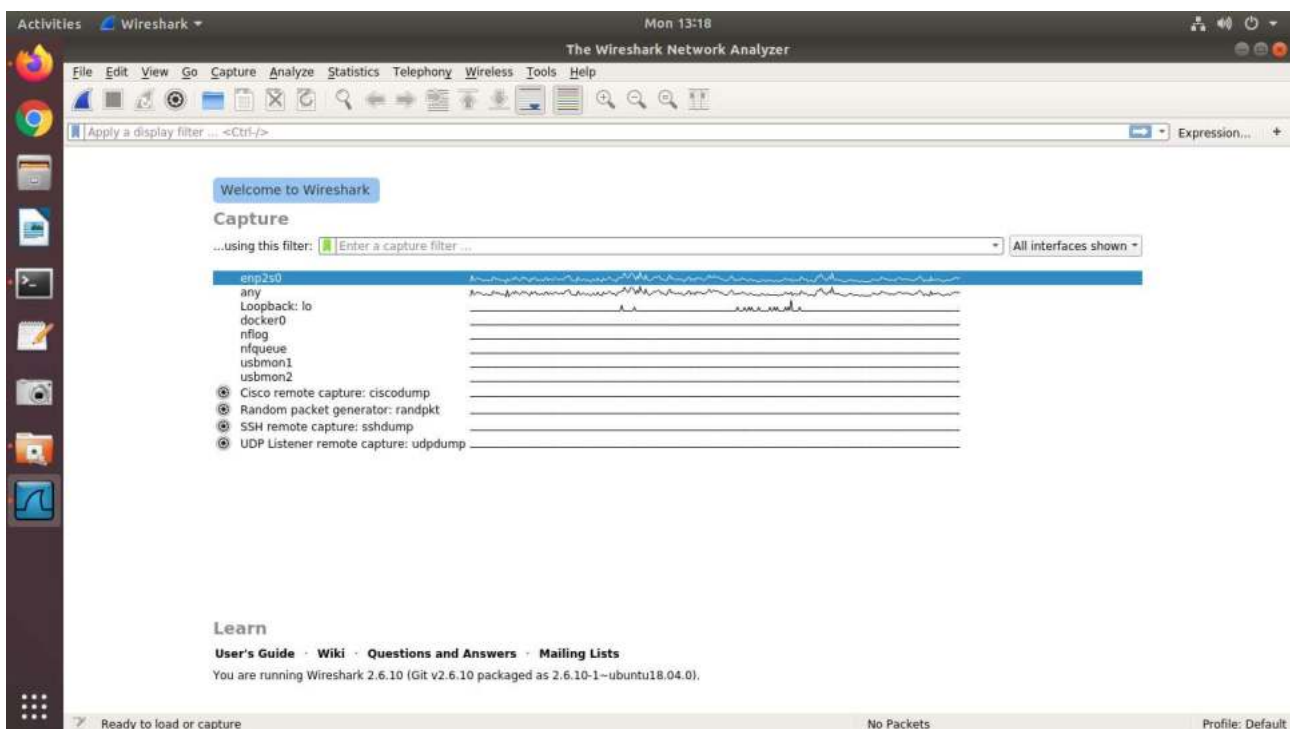 Activities Wireshark Mon 13:18
The Wireshark Network Analyzer
File Edit View Go Capture Analyze Statistics Telephony Wireless Tools Help
Apply a display filter ... <Ctrl-/> Expression... +
Welcome to Wireshark
Capture
...using this filter: Enter a capture filter ... All interfaces shown
enp2s0
any
Loopback: lo
docker0
nflog
nfqueue
usbmon1
usbmon2
Cisco remote capture: ciscodump
Random packet generator: randpkt
SSH remote capture: sshdump
UDP Listener remote capture: udpdump
Learn
User's Guide · Wiki · Questions and Answers · Mailing Lists
You are running Wireshark 2.6.10 (Git v2.6.10 packaged as 2.6.10-1~ubuntu18.04.0).
Ready to load or capture No Packets Profile: Default